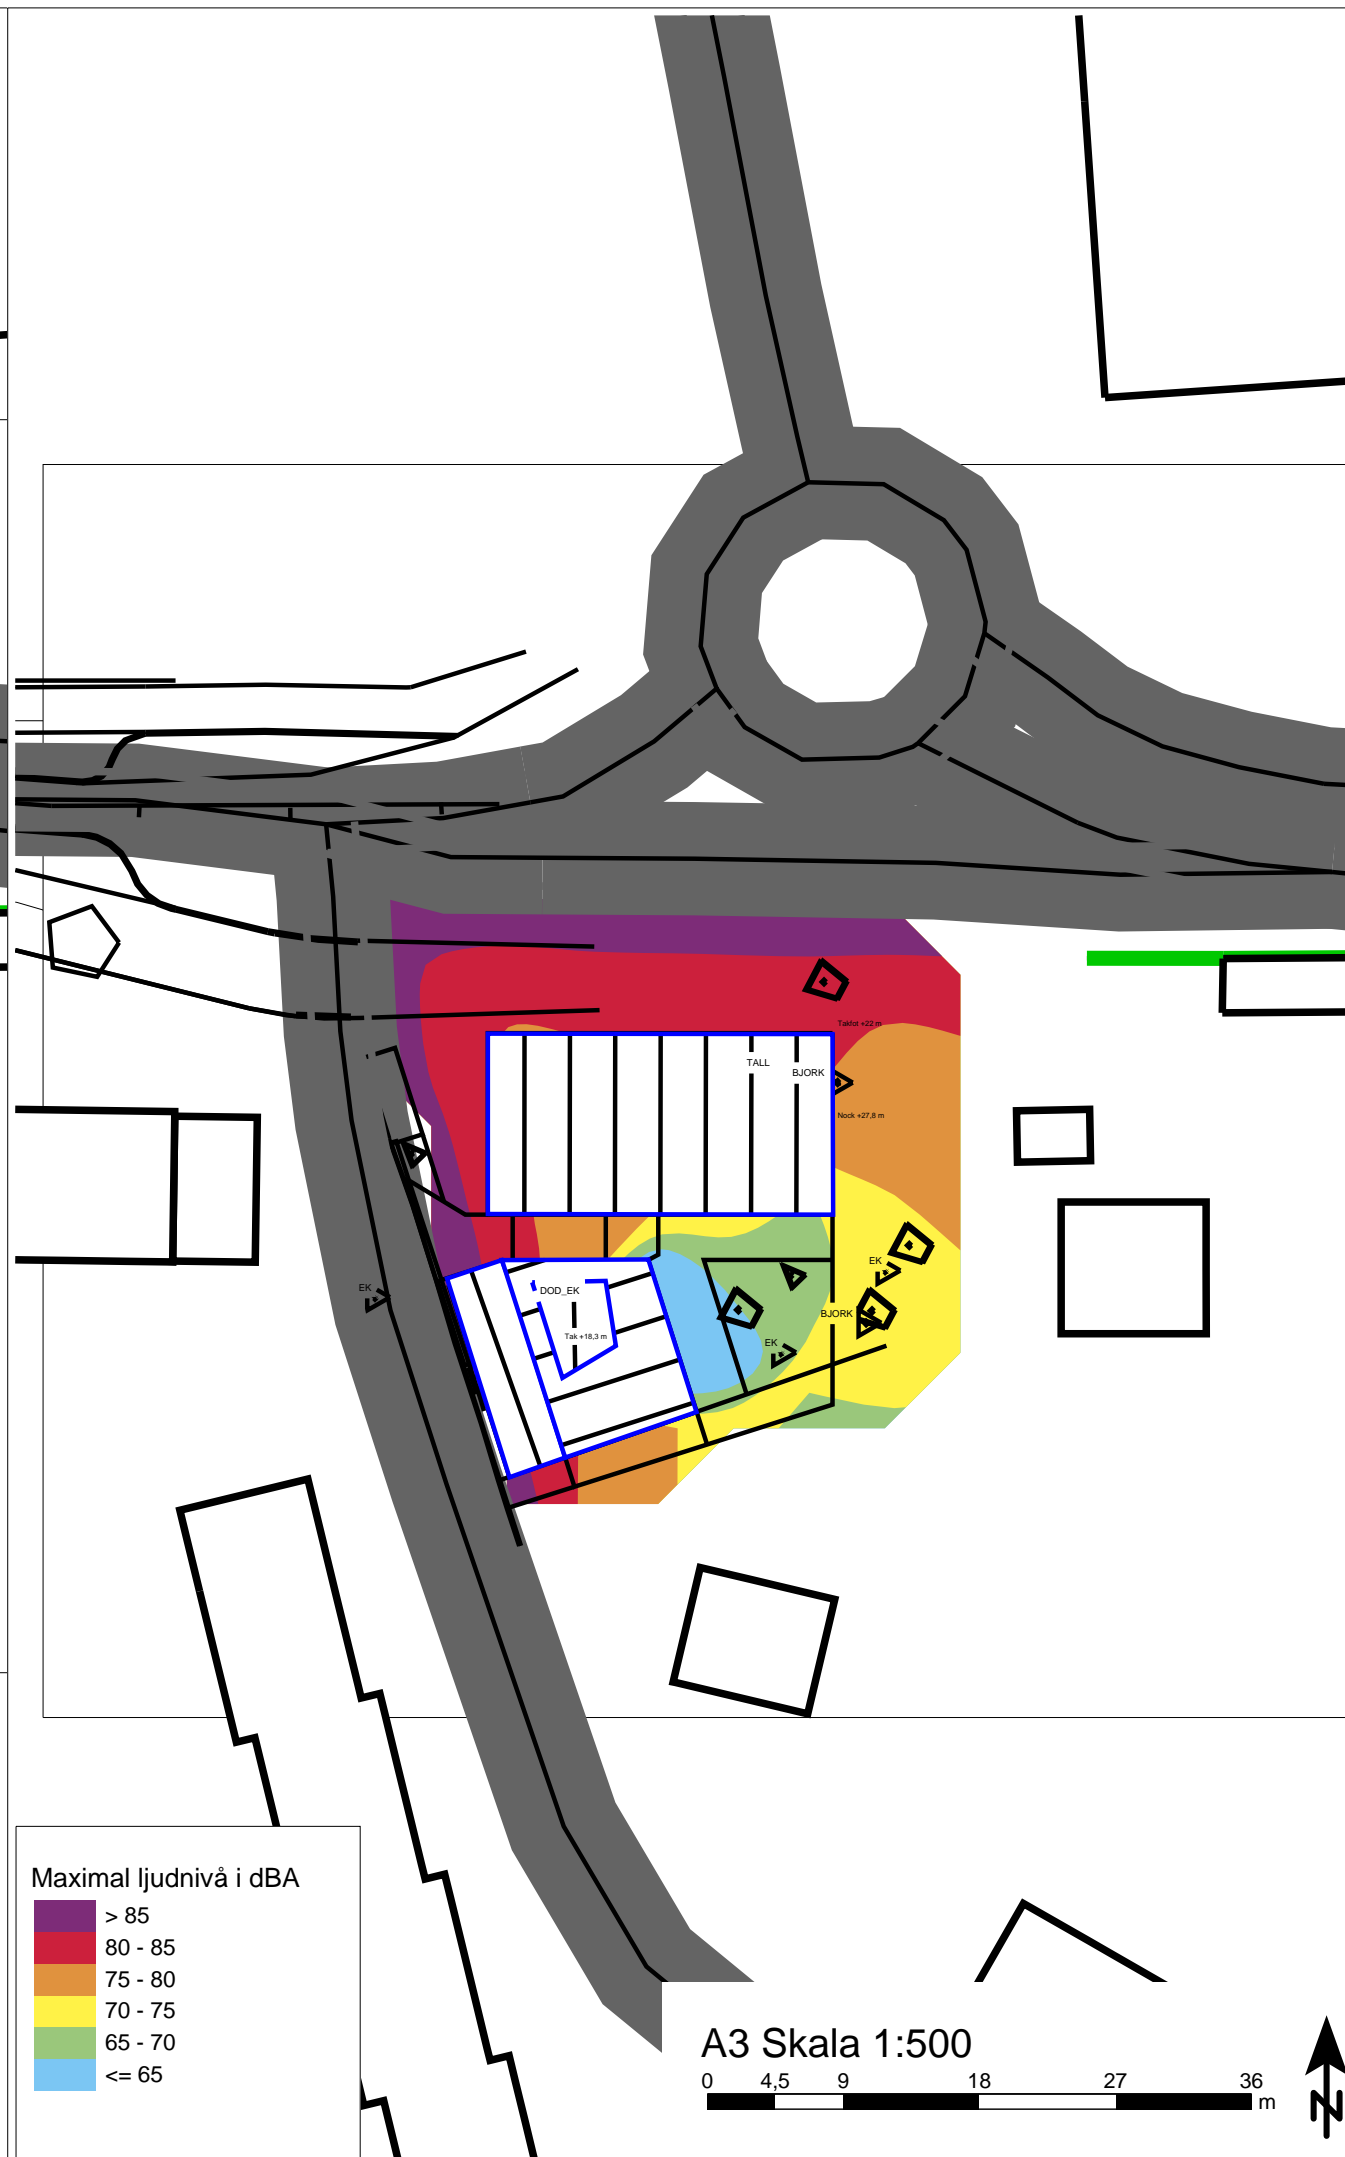 Takfot +22 m
TALL
BJORK
Nock +27,8 m
EK
EK
DOD_EK
BJORK
Tak +18,3 m
EK
Maximal ljudnivå i dBA
> 85
80 - 85
75 - 80
70 - 75
65 - 70
<= 65
A3 Skala 1:500
0 4,5 9 18 27 36
m
N